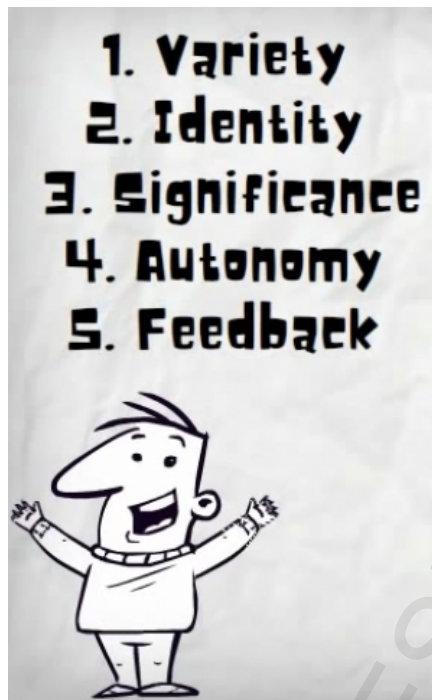 1. Variety
2. Identity
3. Significance
4. Autonomy
5. Feedback